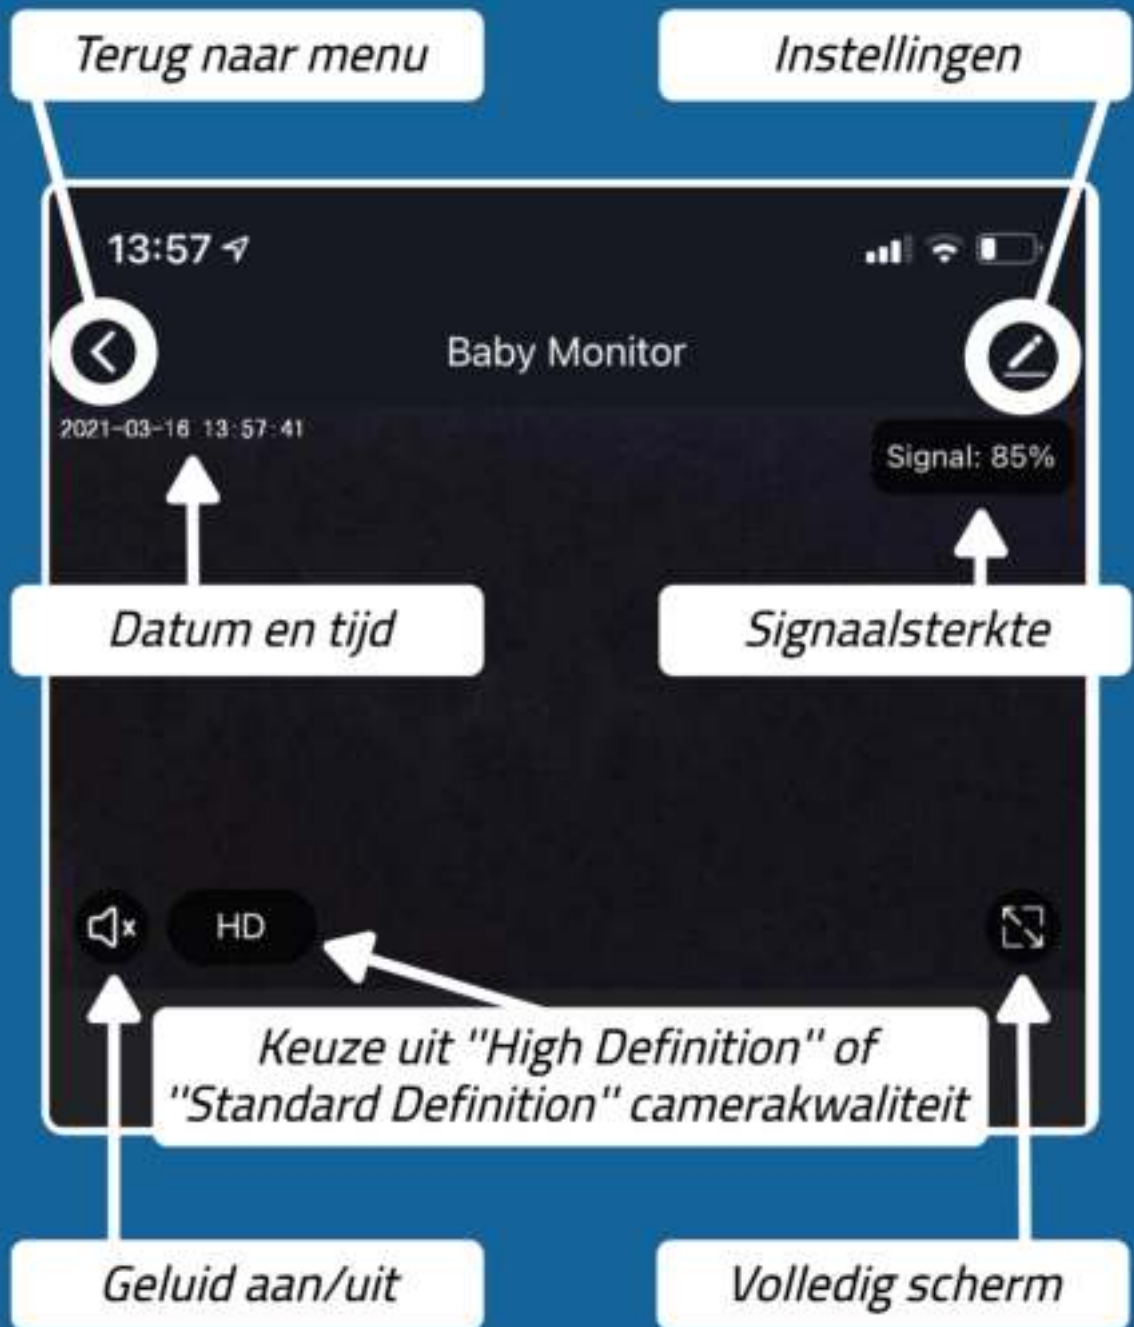 Terug naar menu
Instellingen
13:57
Baby Monitor
2021-03-16 13:57:41
Signal: 85%
Datum en tijd
Signaalsterkte
HD
Keuze uit "High Definition" of
"Standard Definition" camerakwaliteit
Geluid aan/uit
Volledig scherm